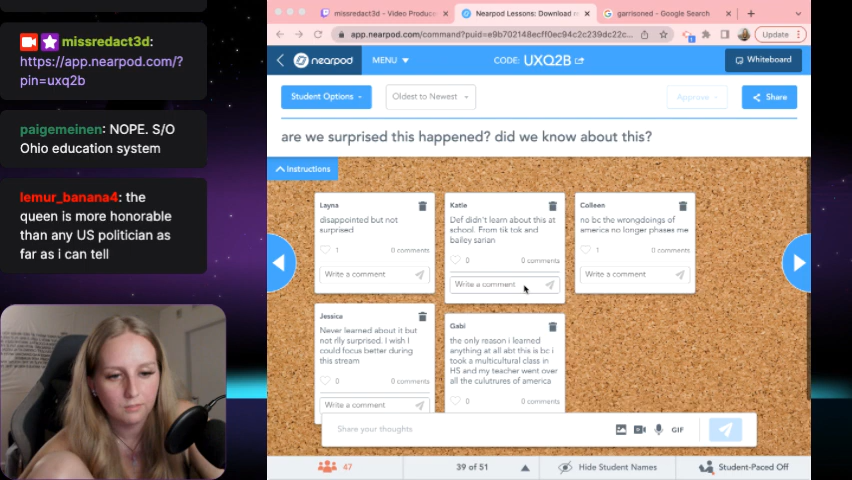 missredact3d:
https://app.nearpod.com/?
pin=uxq2b
paigemeinen: NOPE. S/O
Ohio education system
lemur_banana4: the
queen is more honorable
than any US politician as
far as i can tell
missredact3d - Video Produce
Nearpod Lessons: Download r
garrisoned - Google Search
app.nearpod.com/command?puid=e9b702148ecff0ec94c2c239dc22c...
Update
nearpod
MENU
CODE: UXQ2B
Whiteboard
Student Options
Oldest to Newest
Approve
Share
are we surprised this happened? did we know about this?
Instructions
Layna
disappointed but not
surprised
1
0 comments
Write a comment
Katie
Def didn't learn about this at
school. From tik tok and
bailey sarian
0
0 comments
Write a comment
Colleen
no bc the wrongdoings of
america no longer phases me
1
0 comments
Write a comment
Jessica
Never learned about it but
not rlly surprised. I wish I
could focus better during
this stream
0
0 comments
Write a comment
Gabi
the only reason i learned
anything at all abt this is bc i
took a multicultural class in
HS and my teacher went over
all the culutrures of america
0
0 comments
Share your thoughts
GIF
47
39 of 51
Hide Student Names
Student-Paced Off